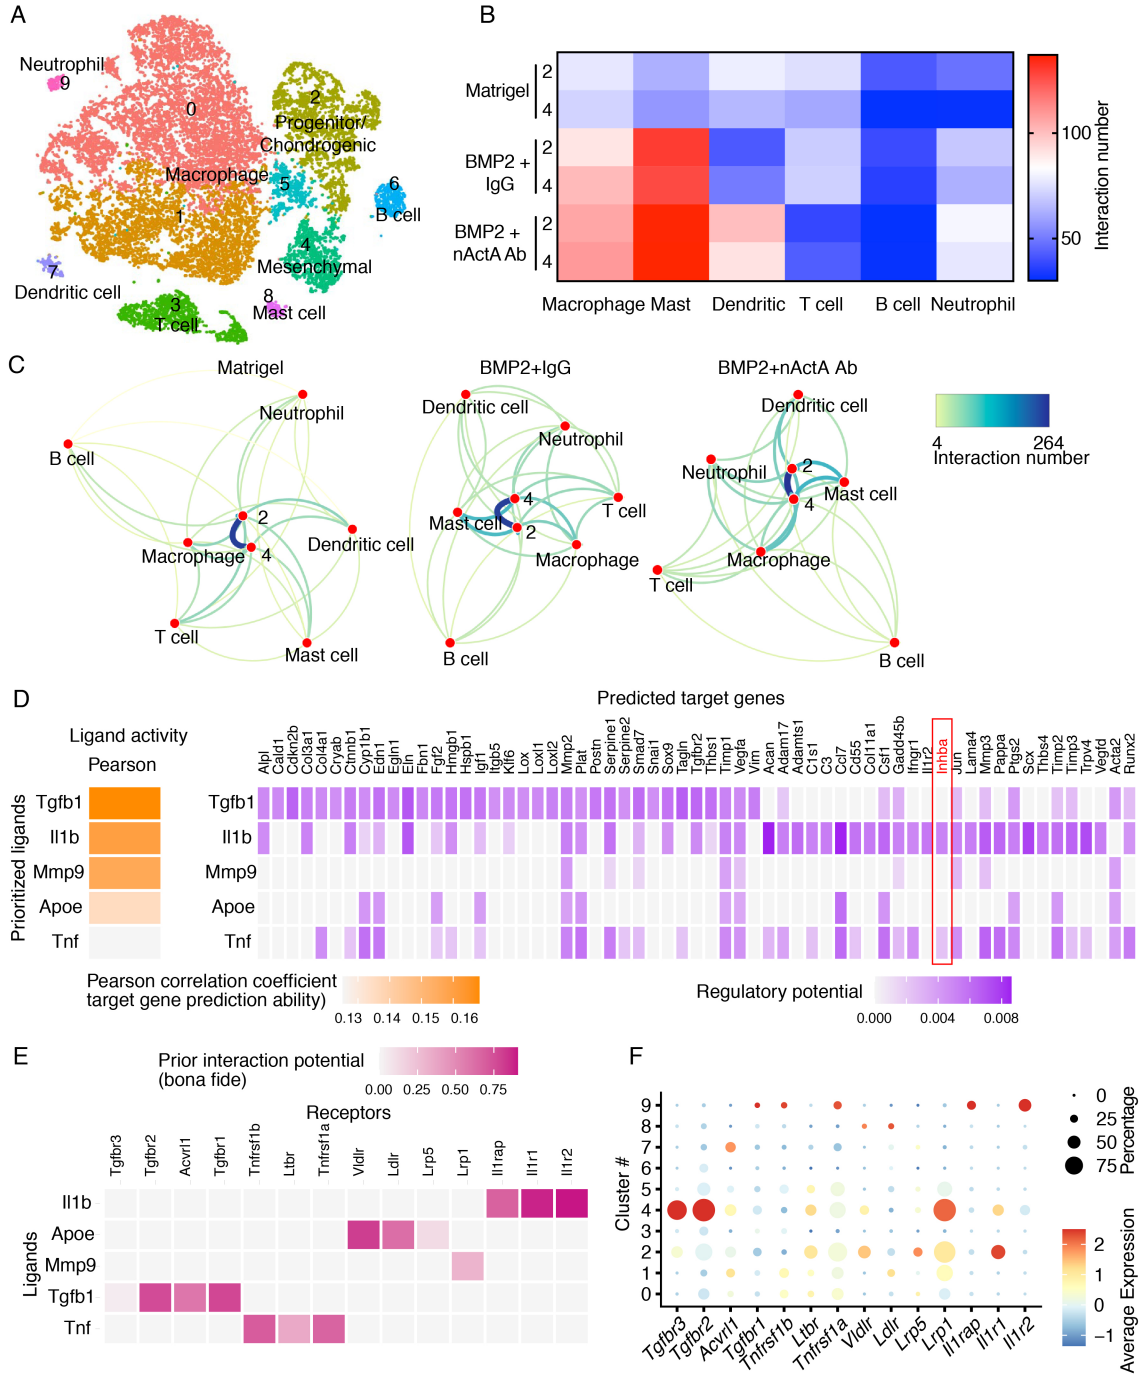 A
Neutrophil
9
0
2
Progenitor/
Chondrogenic
Macrophage
5
6
B cell
1
4
Mesenchymal
7
Dendritic cell
8
Mast cell
3
T cell
B
Matrigel
2
4
BMP2 +
IgG
2
4
BMP2 +
nActA Ab
2
4
Macrophage Mast Dendritic T cell B cell Neutrophil
100
50
Interaction number
C
Matrigel
Neutrophil
B cell
2
Macrophage
4
Dendritic cell
T cell
Mast cell
BMP2+IgG
Dendritic cell
Neutrophil
4
Mast cell
2
T cell
Macrophage
B cell
BMP2+nActA Ab
Dendritic cell
Neutrophil
2
Mast cell
4
Macrophage
T cell
B cell
4 264
Interaction number
D
Predicted target genes
Ligand activity
Pearson
Alpl Cald1 Cdkn2b Col3a1 Col4a1 Cryab Ctnnb1 Cyp1b1 Edn1 Egln1 Eln Fbn1 Fgf2 Hmgb1 Hspb1 Igf1 Itgb5 Klf6 Lox Loxl1 Loxl2 Mmp2 Plat Postn Serpine1 Serpine2 Smad7 Snai1 Sox9 Tagln Tgfbr2 Thbs1 Timp1 Vegfa Vim Acan Adam17 Adamts1 C1s1 C3 Ccl7 Cd55 Col11a1 Csf1 Gadd45b Ifngr1 Il1r2 Inhba Jun Lama4 Mmp3 Pappa Ptgs2 Scx Thbs4 Timp2 Timp3 Trpv4 Vegfd Acta2 Runx2
Prioritized ligands
Tgfb1
Il1b
Mmp9
Apoe
Tnf
Tgfb1
Il1b
Mmp9
Apoe
Tnf
Pearson correlation coefficient
target gene prediction ability)
0.13 0.14 0.15 0.16
Regulatory potential
0.000 0.004 0.008
E
Prior interaction potential
(bona fide)
0.00 0.25 0.50 0.75
Receptors
Tgfbr3 Tgfbr2 Acvrl1 Tgfbr1 Tnfrsf1b Ltbr Tnfrsf1a Vldlr Ldlr Lrp5 Lrp1 Il1rap Il1r1 Il1r2
Ligands
Il1b
Apoe
Mmp9
Tgfb1
Tnf
F
Cluster #
9
8
7
6
5
4
3
2
1
0
Tgfbr3 Tgfbr2 Acvrl1 Tgfbr1 Tnfrsf1b Ltbr Tnfrsf1a Vldlr Ldlr Lrp5 Lrp1 Il1rap Il1r1 Il1r2
0
25
50
75
Percentage
2
1
0
−1
Average Expression